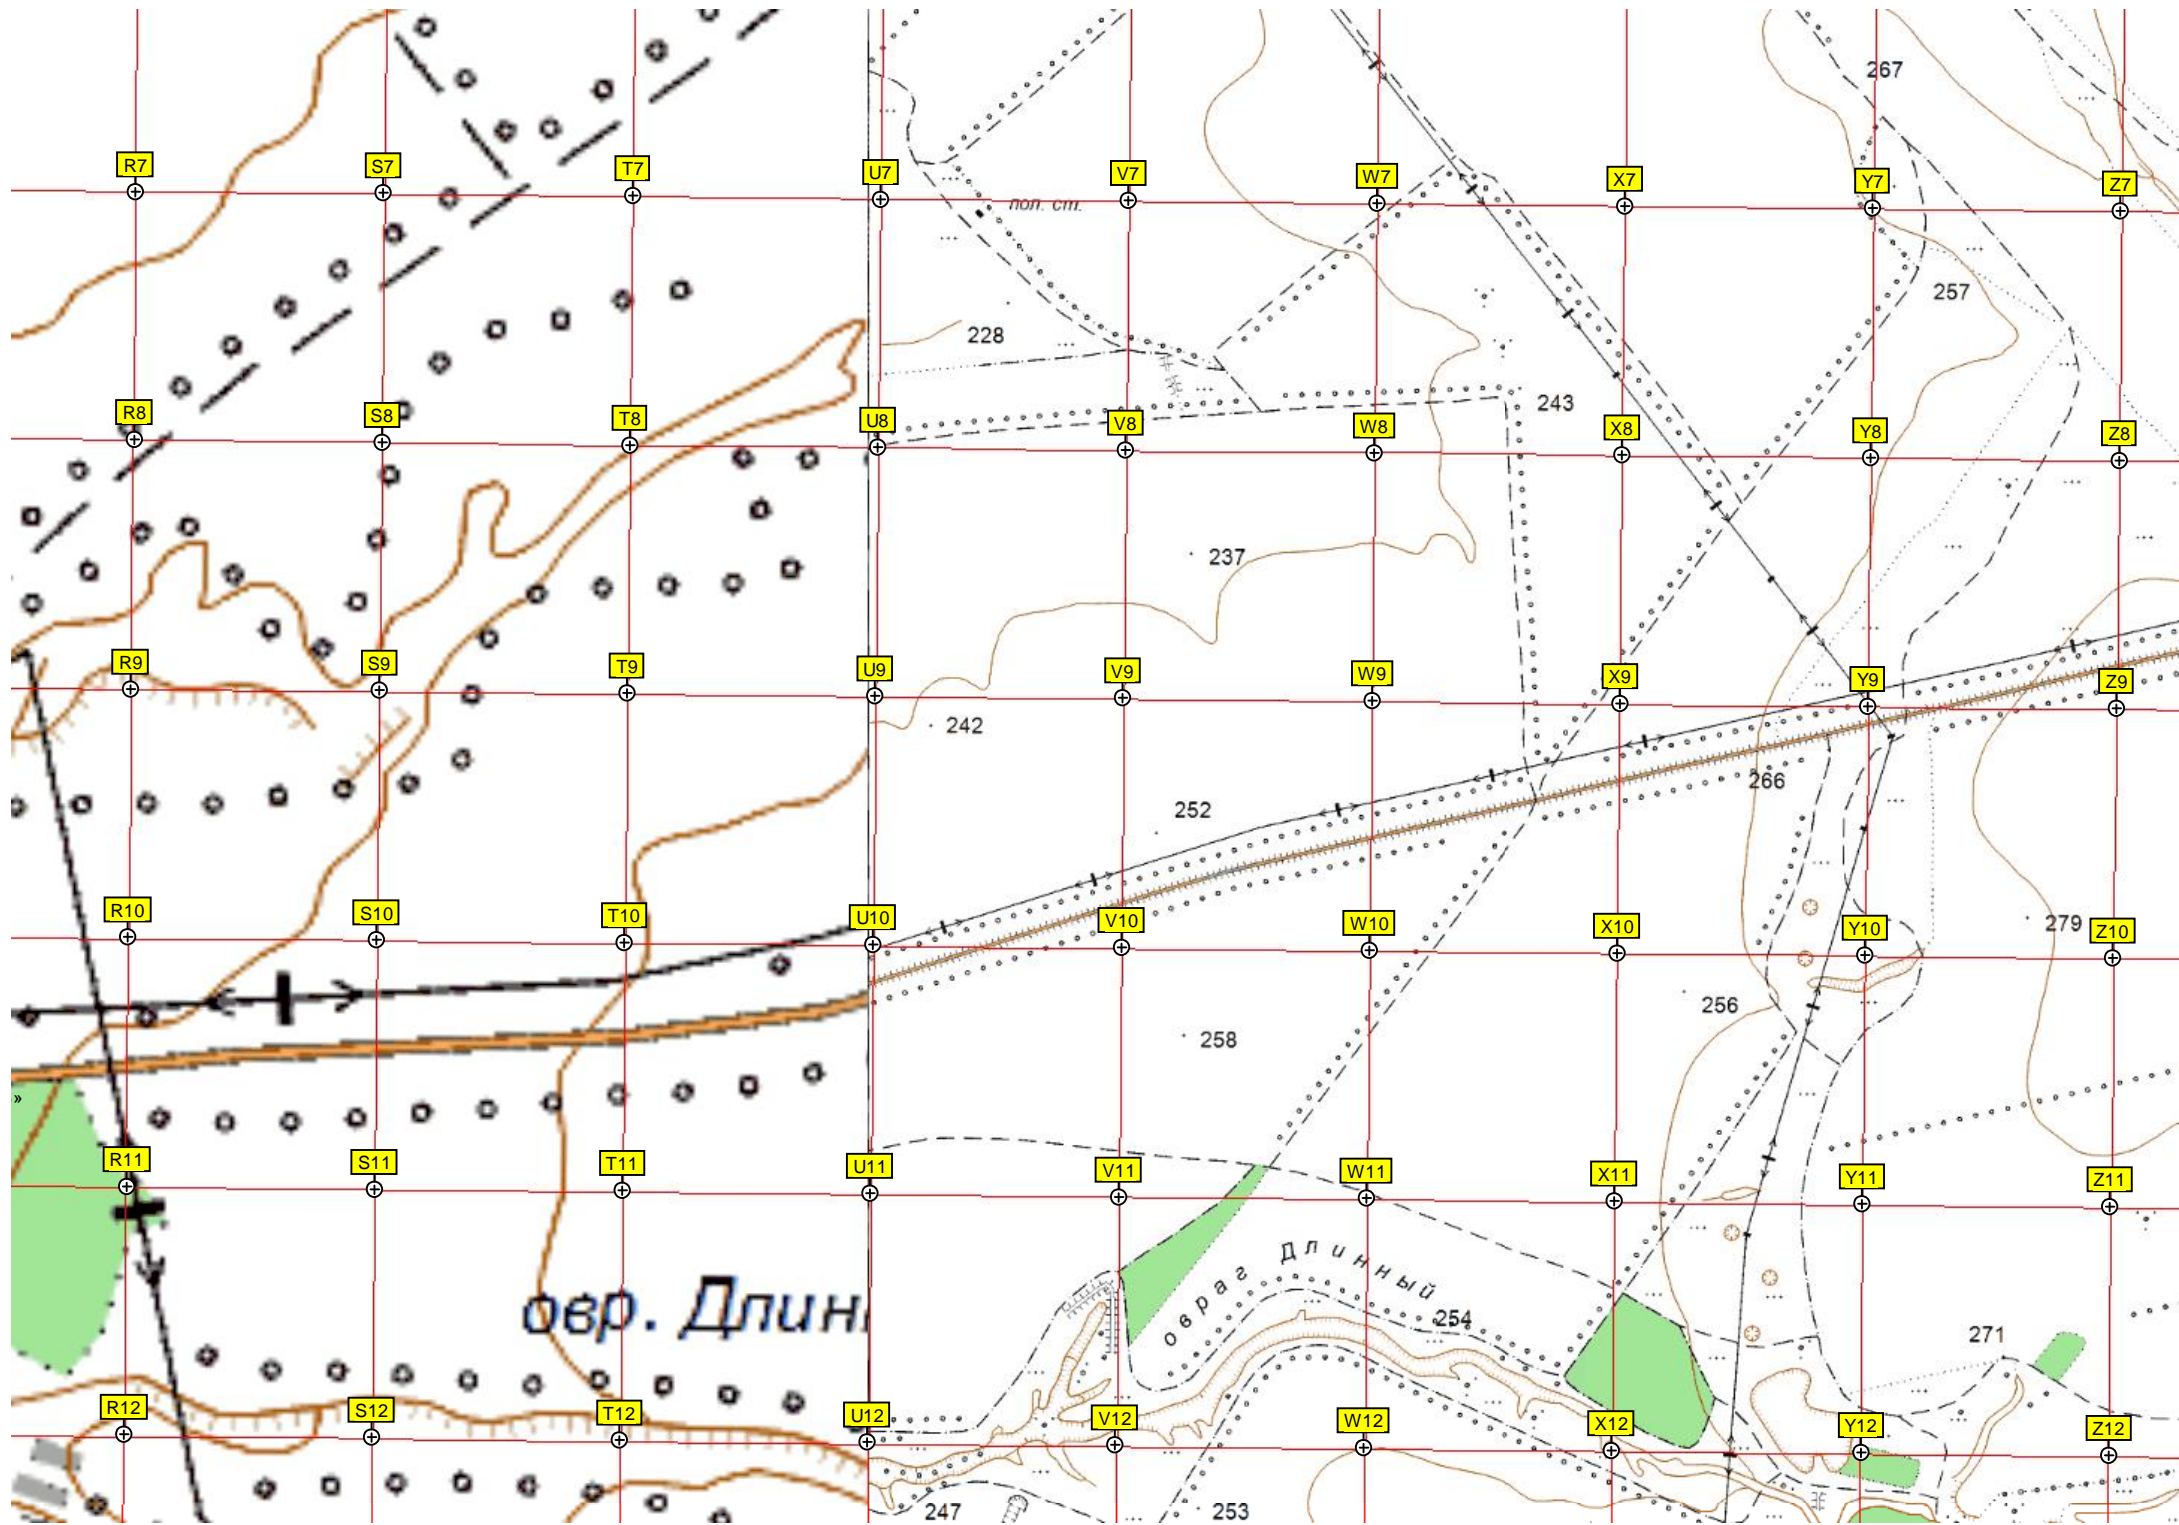 267
R7 S7 T7 U7 V7 W7 X7 Y7 Z7
пол. ст.
257
228
243
R8 S8 T8 U8 V8 W8 X8 Y8 Z8
237
R9 S9 T9 U9 V9 W9 X9 Y9 Z9
242
266
252
R10 S10 T10 U10 V10 W10 X10 Y10 Z10
279
256
258
»
R11 S11 T11 U11 V11 W11 X11 Y11 Z11
овраг Длинный
овр. Длин
254
271
R12 S12 T12 U12 V12 W12 X12 Y12 Z12
247
253